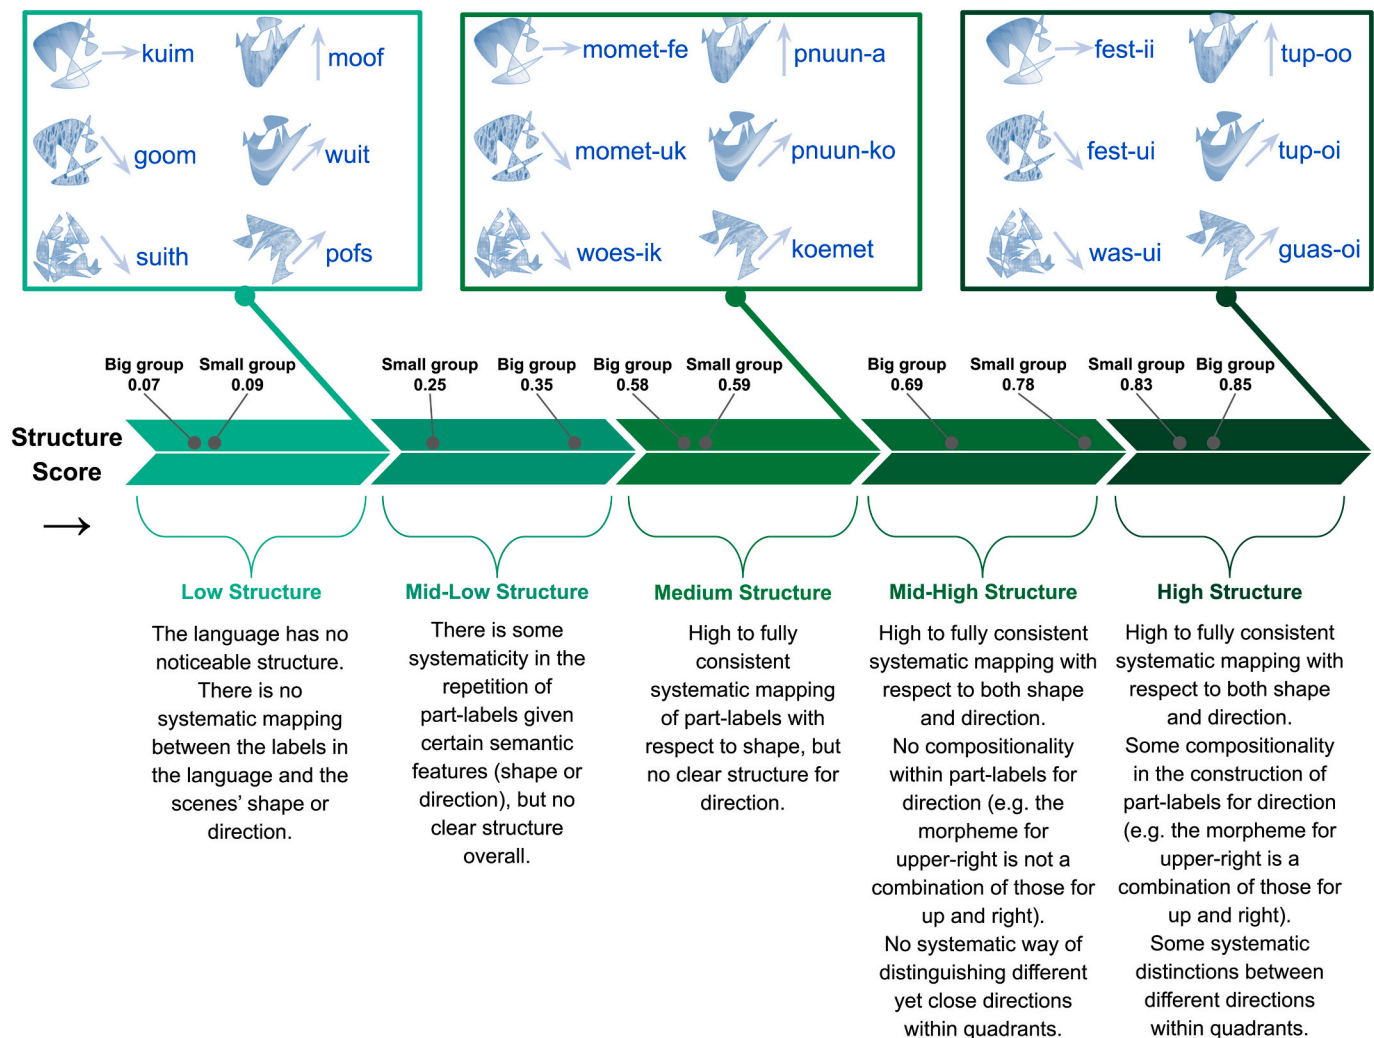 kuim
moof
goom
wuit
suith
pofs
momet-fe
pnuun-a
momet-uk
pnuun-ko
woes-ik
koemet
fest-ii
tup-oo
fest-ui
tup-oi
was-ui
guas-oi
Big group
0.07
Small group
0.09
Small group
0.25
Big group
0.35
Big group
0.58
Small group
0.59
Big group
0.69
Small group
0.78
Small group
0.83
Big group
0.85
Structure
Score
→
Low Structure
The language has no
noticeable structure.
There is no
systematic mapping
between the labels in
the language and the
scenes’ shape or
direction.
Mid-Low Structure
There is some
systematicity in the
repetition of
part-labels given
certain semantic
features (shape or
direction), but no
clear structure
overall.
Medium Structure
High to fully
consistent
systematic mapping
of part-labels with
respect to shape, but
no clear structure for
direction.
Mid-High Structure
High to fully consistent
systematic mapping with
respect to both shape
and direction.
No compositionality
within part-labels for
direction (e.g. the
morpheme for
upper-right is not a
combination of those for
up and right).
No systematic way of
distinguishing different
yet close directions
within quadrants.
High Structure
High to fully consistent
systematic mapping with
respect to both shape
and direction.
Some compositionality
in the construction of
part-labels for direction
(e.g. the morpheme for
upper-right is a
combination of those for
up and right).
Some systematic
distinctions between
different directions
within quadrants.